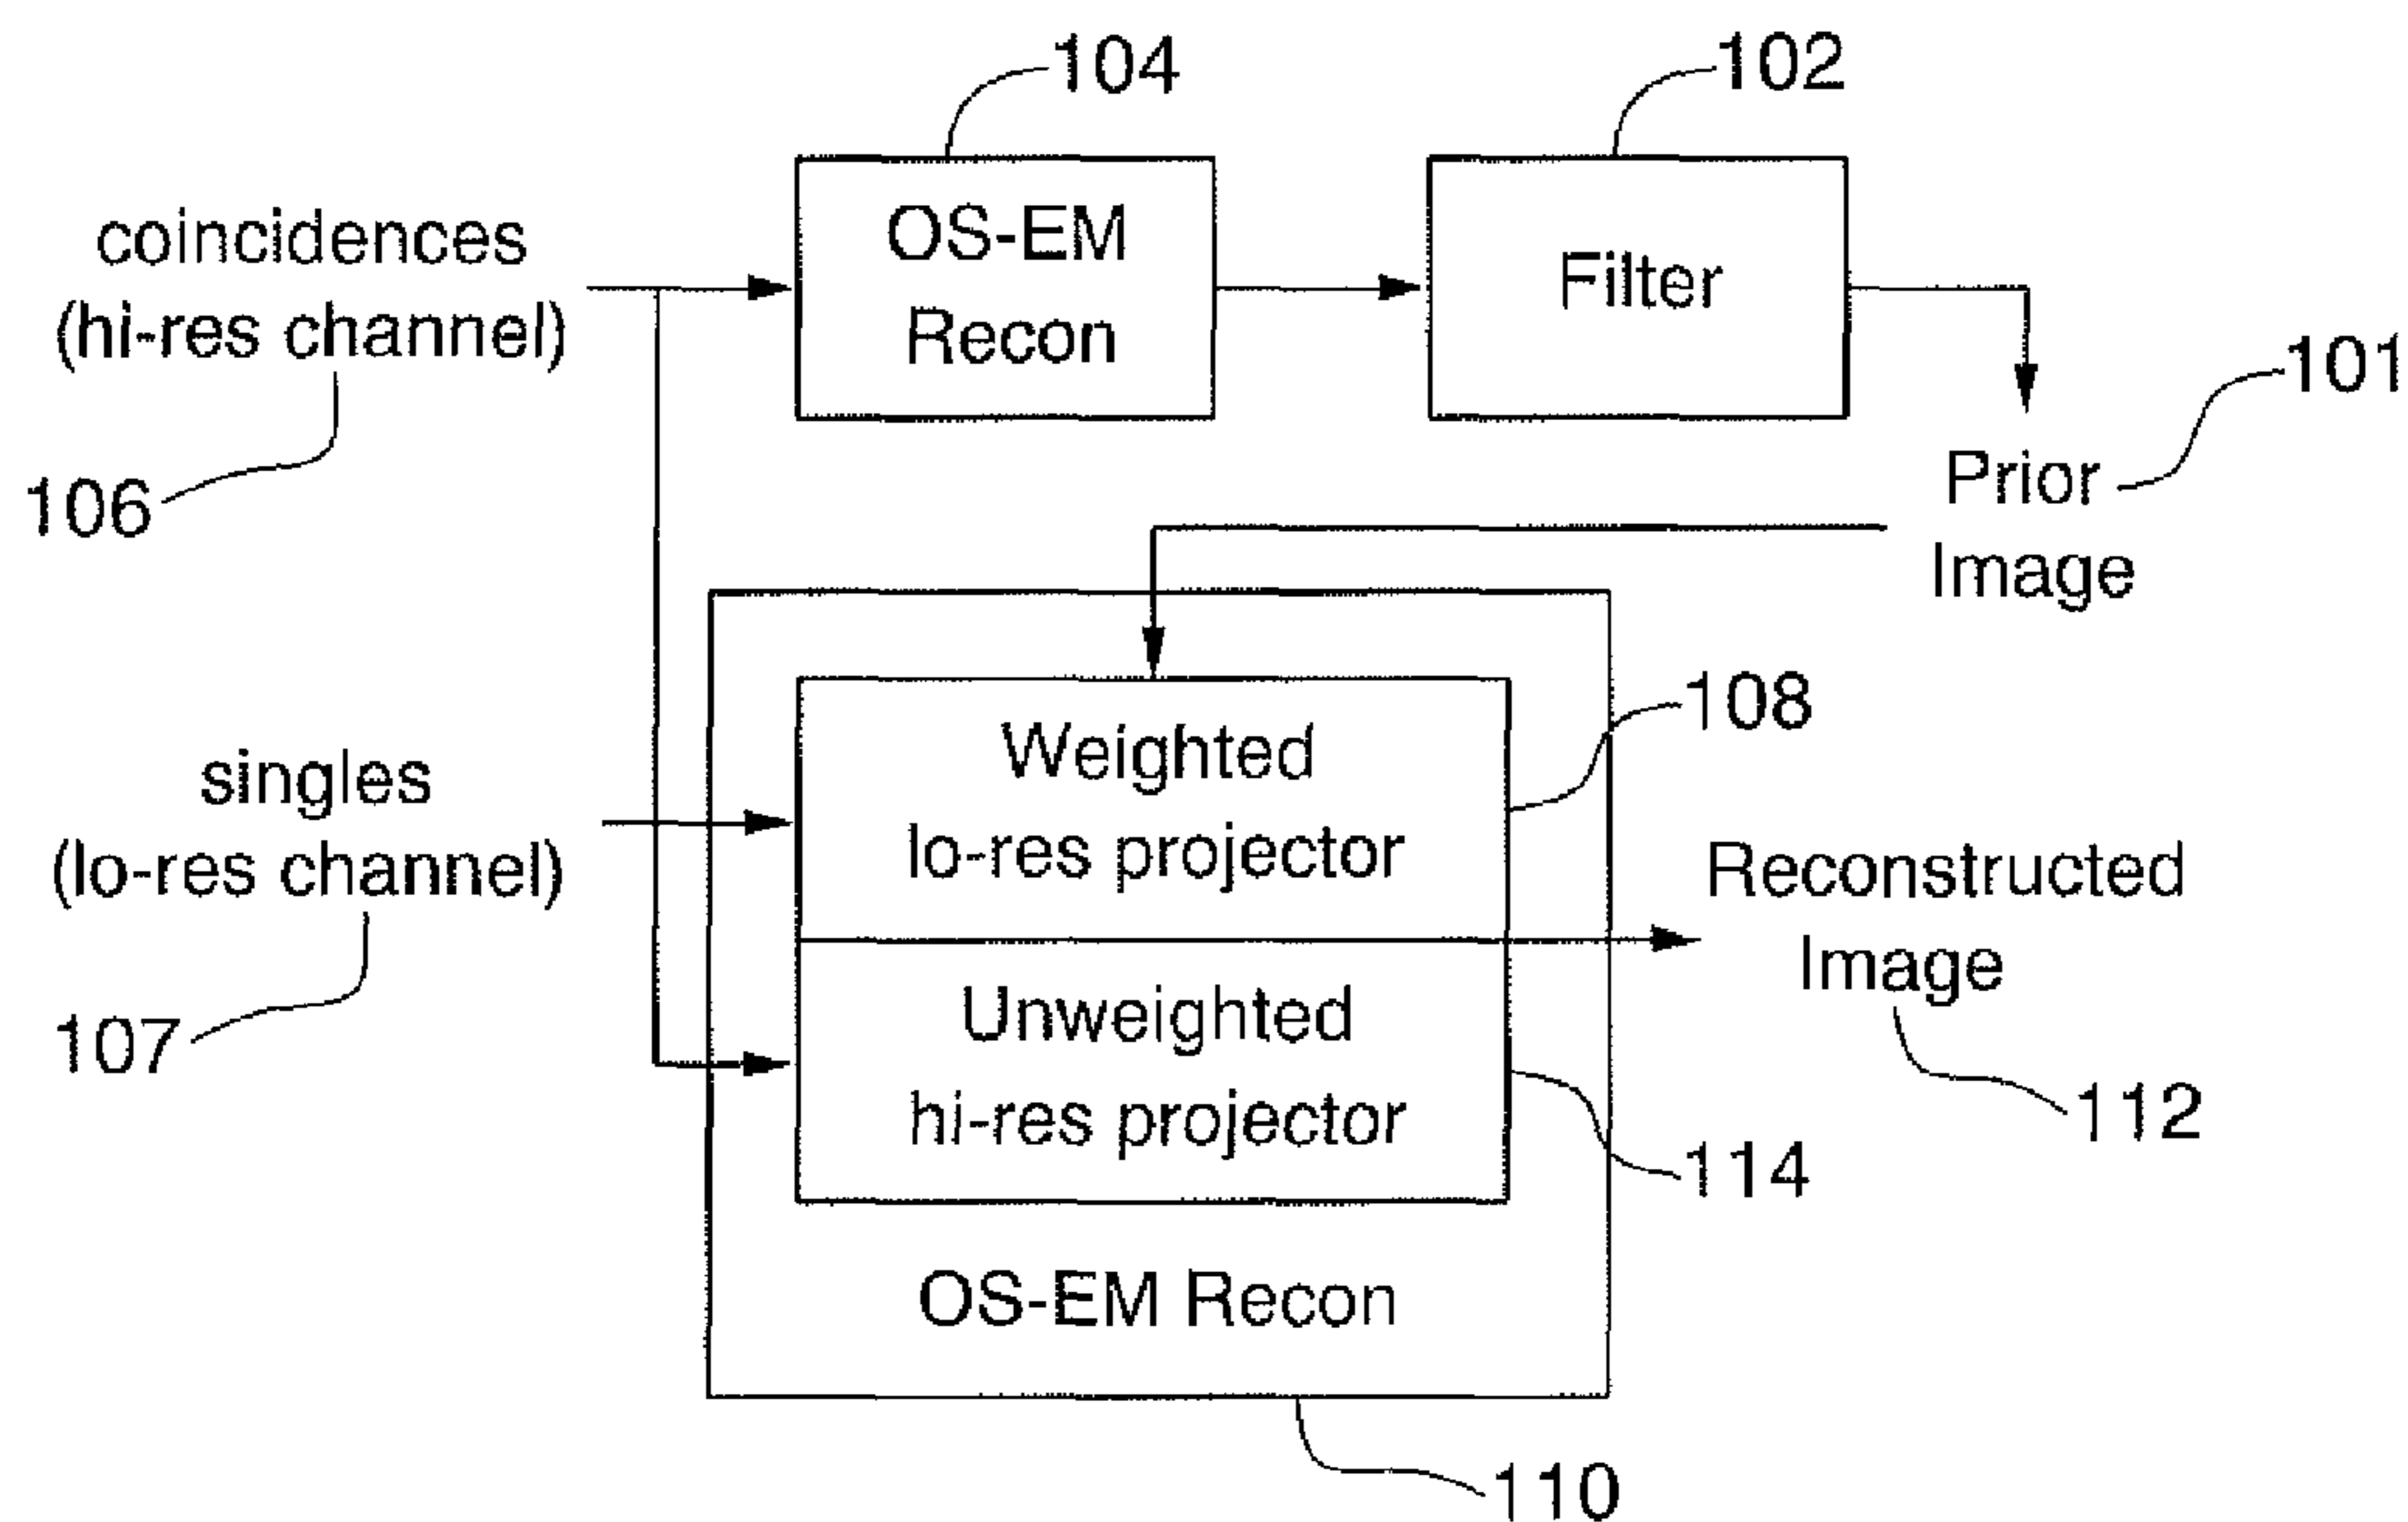 104
102
coincidences
(hi-res channel)
106
OS-EM
Recon
Filter
101
Prior
Image
singles
(lo-res channel)
107
Weighted
lo-res projector
108
Unweighted
hi-res projector
114
Reconstructed
Image
112
OS-EM Recon
110